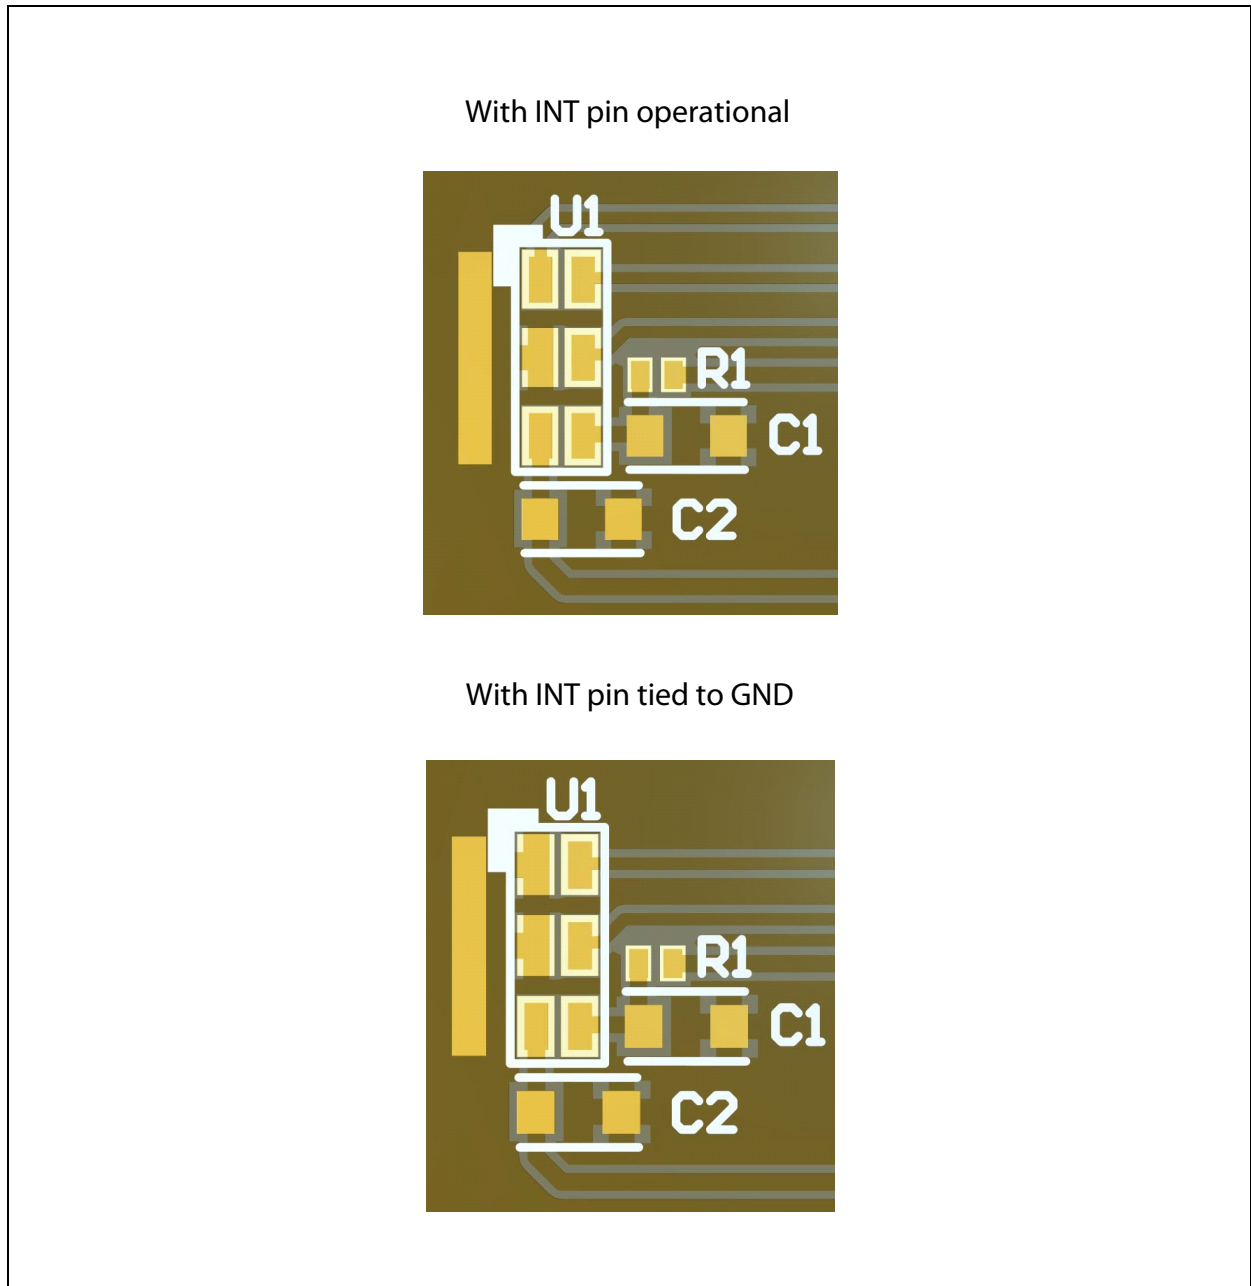 With INT pin operational
U1
R1
C1
C2
With INT pin tied to GND
U1
R1
C1
C2